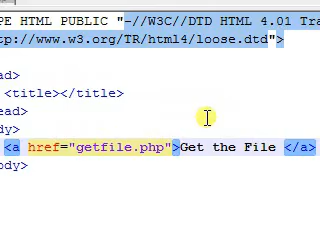 PE HTML PUBLIC "-//W3C//DTD HTML 4.01 Tra
tp://www.w3.org/TR/html4/loose.dtd">
ad>
<title></title>
ead>
dy>
<a href="getfile.php">Get the File </a>
body>